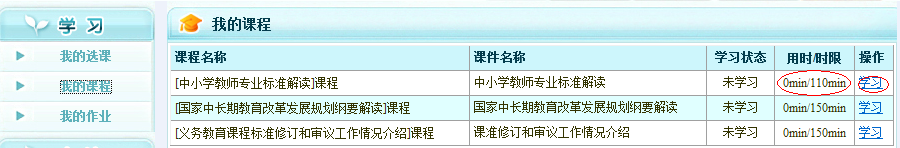 学 习
我的选课
我的课程
我的作业
我的课程
课程名称 课件名称 学习状态 用时/时限 操作
[中小学教师专业标准解读]课程 中小学教师专业标准解读 未学习 0min/110min 学习
[国家中长期教育改革发展规划纲要解读]课程 国家中长期教育改革发展规划纲要解读 未学习 0min/150min 学习
[义务教育课程标准修订和审议工作情况介绍]课程 课准修订和审议工作情况介绍 未学习 0min/150min 学习